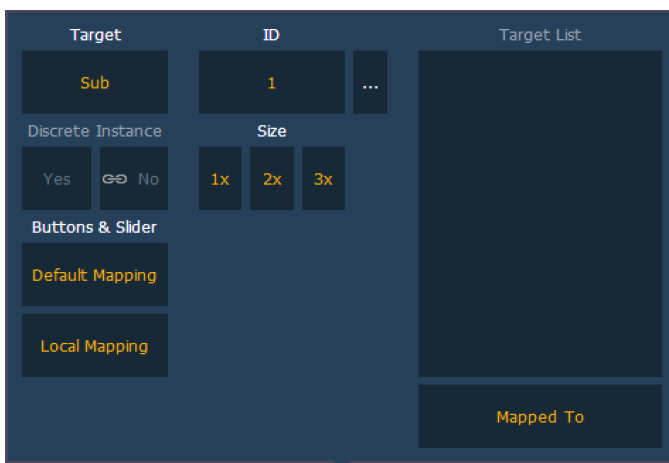 Target ID Target List
Sub 1 ...
Discrete Instance Size
Yes No 1x 2x 3x
Buttons & Slider
Default Mapping
Local Mapping
Mapped To